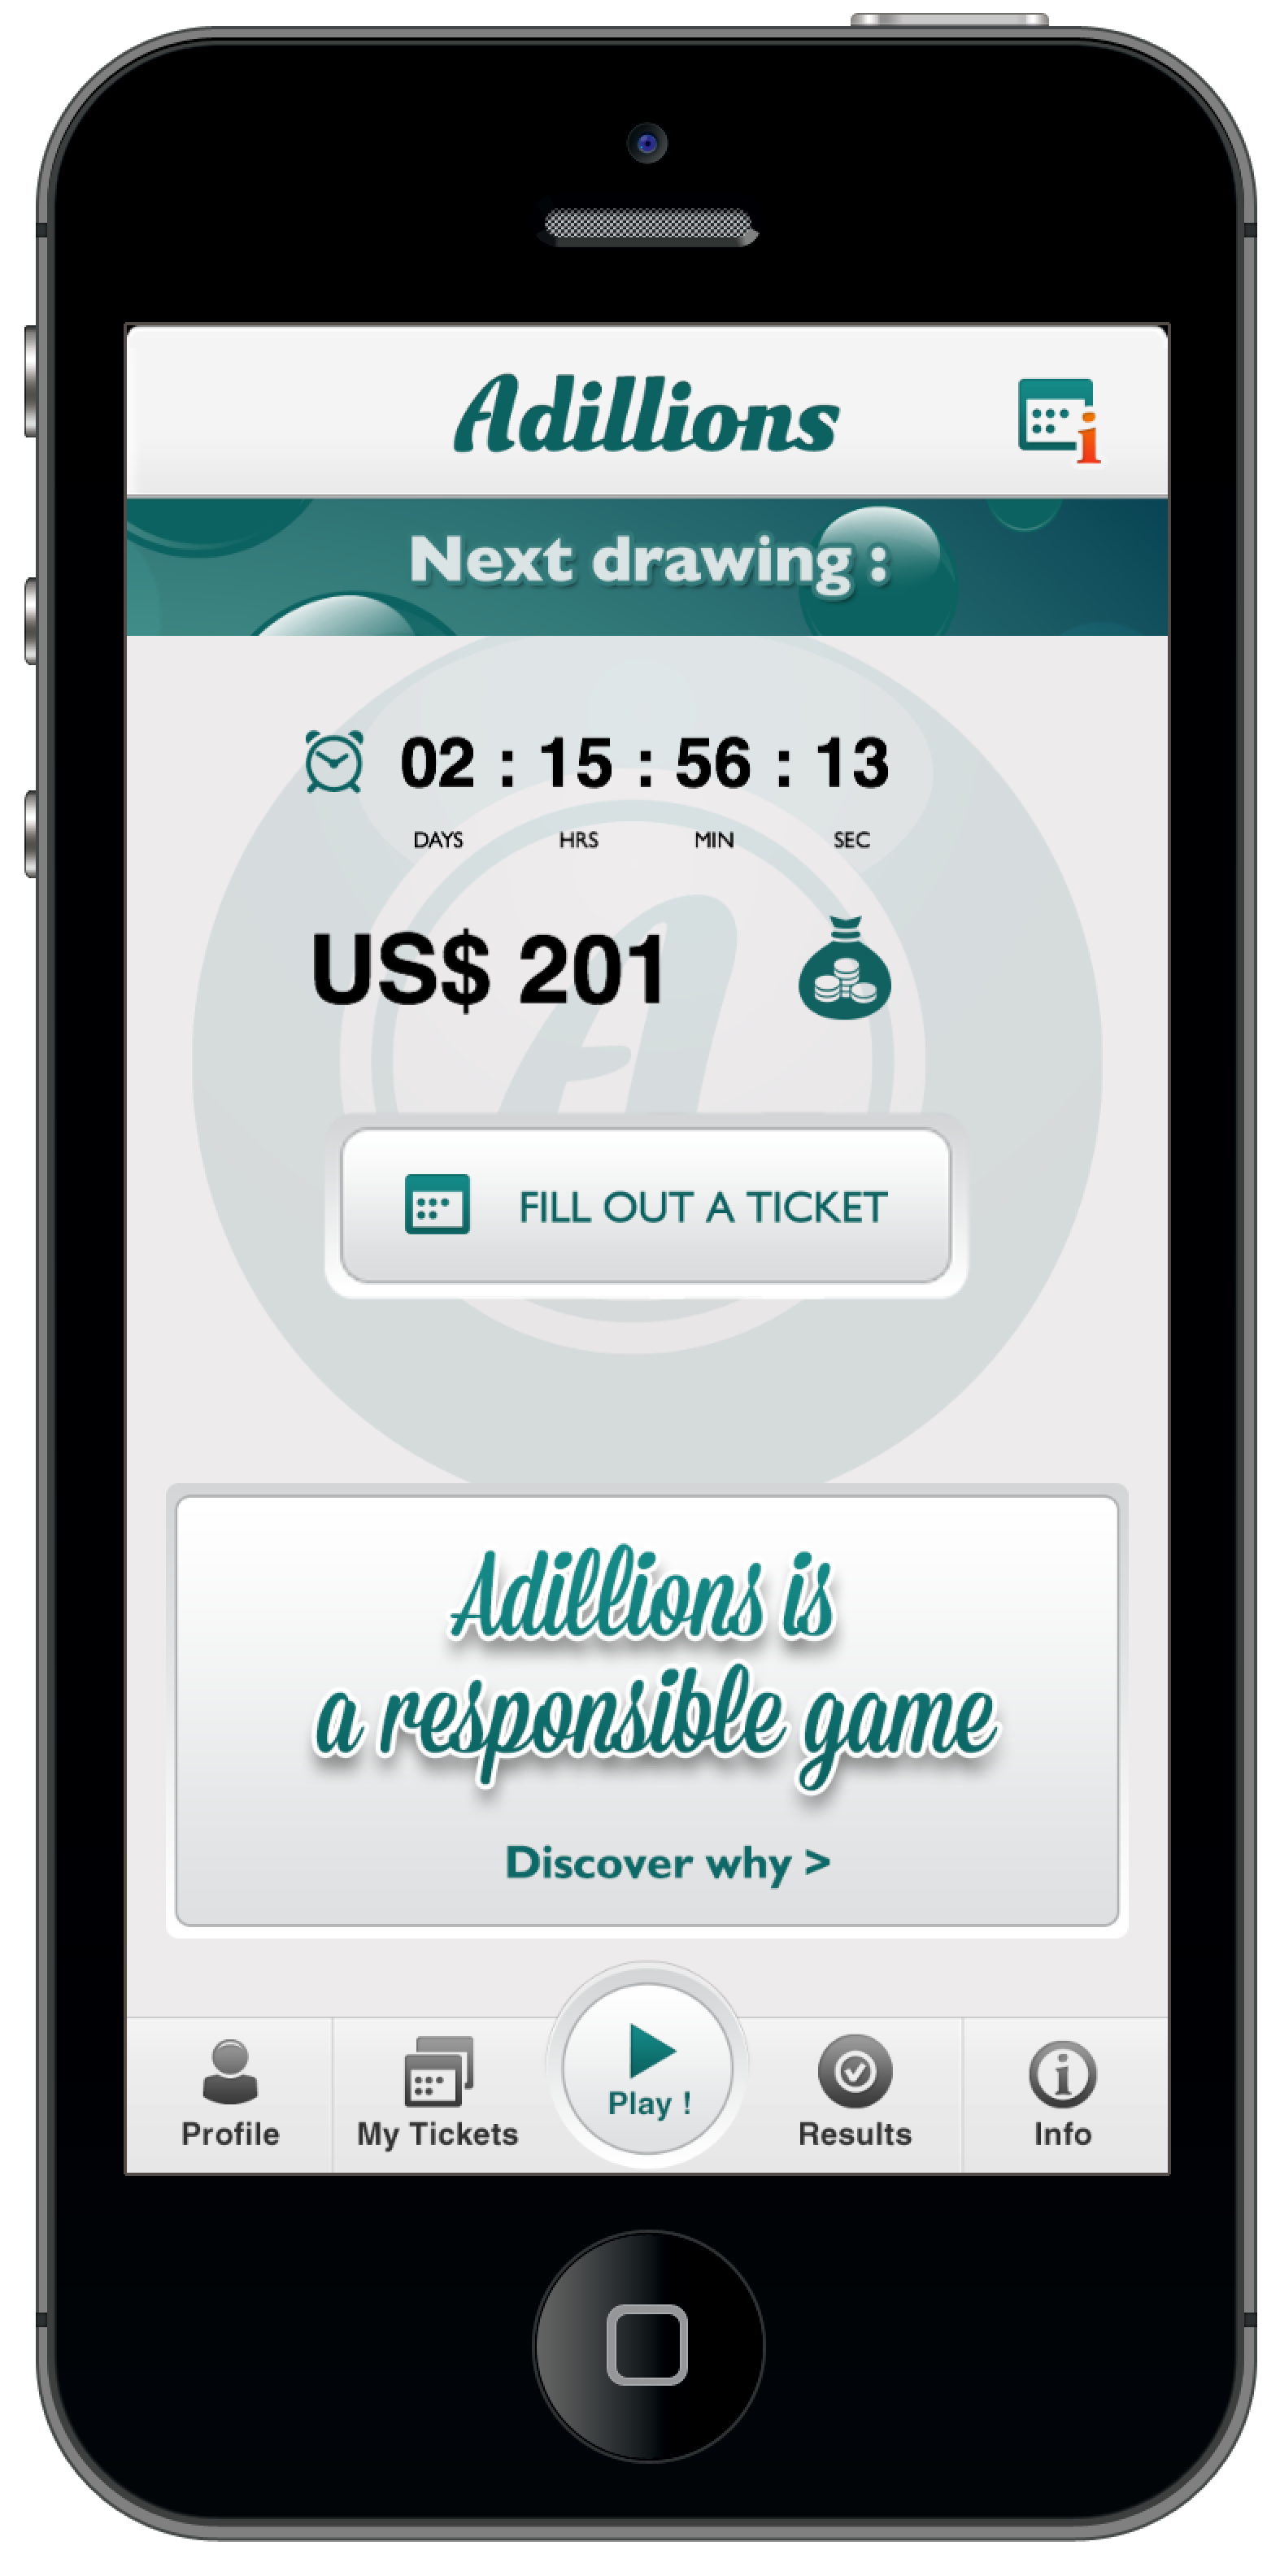 Adillions
Next drawing :
02 : 15 : 56 : 13
DAYS HRS MIN SEC
US$ 201
FILL OUT A TICKET
Adillions is
a responsible game
Discover why >
Play !
Profile My Tickets Results Info